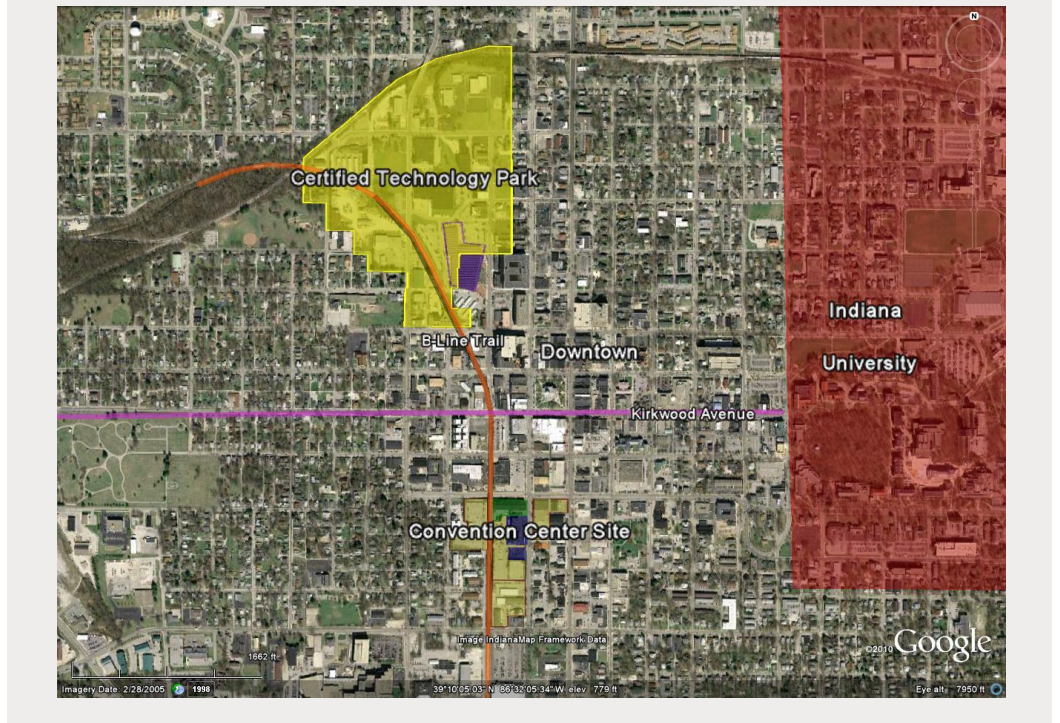 N
Certified Technology Park
Indiana
B-Line Trail
Downtown
University
Kirkwood Avenue
Convention Center Site
Image IndianaMap Framework Data
©2010 Google
1662 ft
Imagery Date: 2/28/2005 1998 39°10'05.03" N 86°32'05.34" W elev 779 ft Eye alt 7950 ft